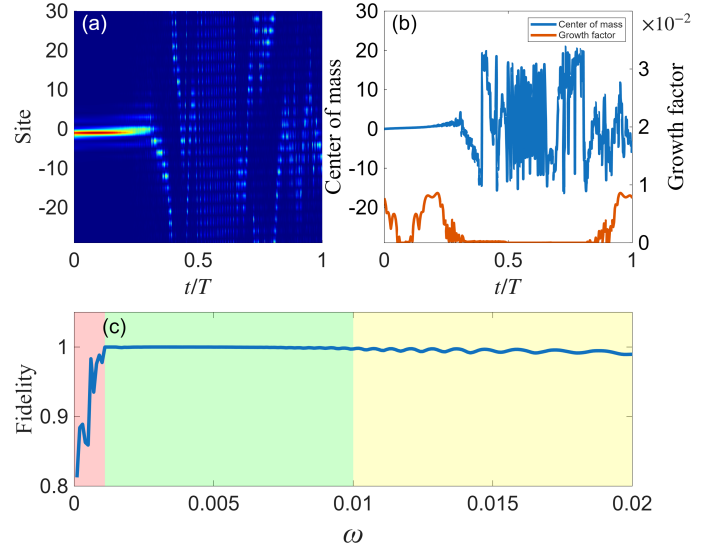 (a)
30
20
10
0
-10
-20
Site
0
0.5
1
t/T
(b)
Center of mass
Growth factor
30
20
10
0
-10
-20
Center of mass
×10⁻²
3
2
1
0
Growth factor
0
0.5
1
t/T
(c)
1
0.9
0.8
Fidelity
0
0.005
0.01
0.015
0.02
ω